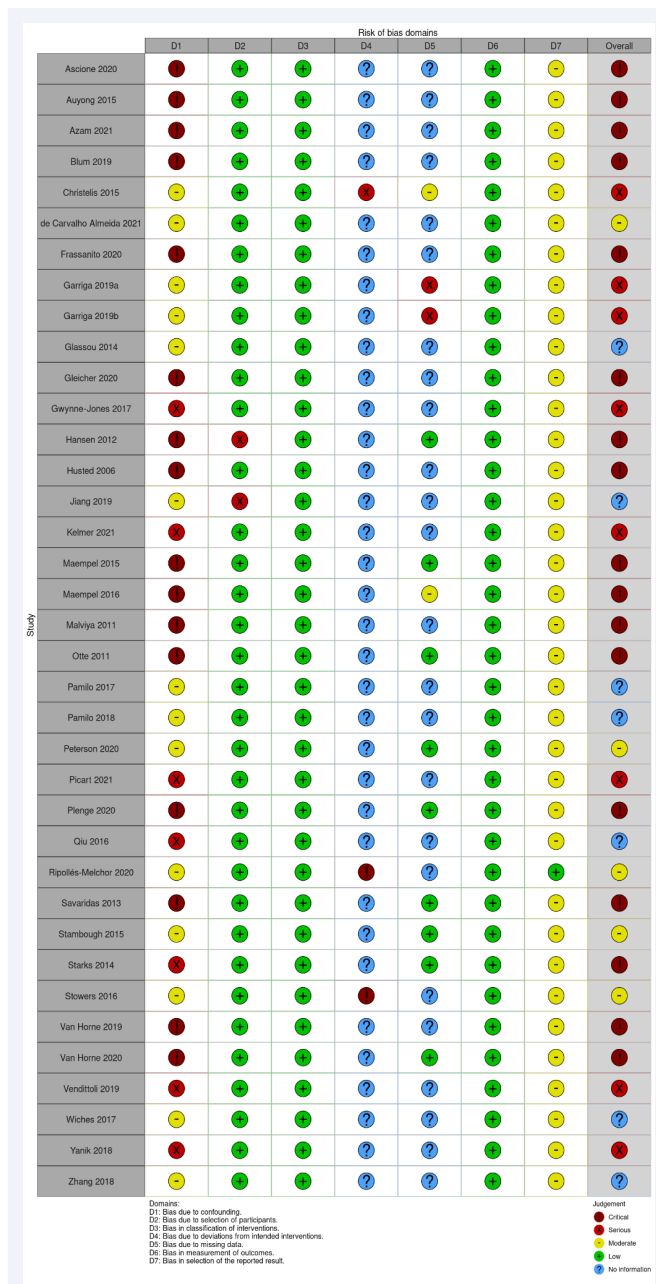 Risk of bias domains
D1 D2 D3 D4 D5 D6 D7 Overall
Study
Ascione 2020 ! + + ? ? + - !
Auyong 2015 ! + + ? ? + - !
Azam 2021 ! + + ? ? + - !
Blum 2019 ! + + ? ? + - !
Christelis 2015 - + + X - + - X
de Carvalho Almeida 2021 - + + ? ? + - -
Frassanito 2020 ! + + ? ? + - !
Garriga 2019a - + + ? X + - X
Garriga 2019b - + + ? X + - X
Glassou 2014 - + + ? ? + - ?
Gleicher 2020 ! + + ? ? + - !
Gwynne-Jones 2017 X + + ? ? + - X
Hansen 2012 ! X + ? + + - !
Husted 2006 ! + + ? ? + - !
Jiang 2019 - X + ? ? + - ?
Kelmer 2021 X + + ? ? + - X
Maempel 2015 ! + + ? + + - !
Maempel 2016 ! + + ? - + - !
Malviya 2011 ! + + ? ? + - !
Otte 2011 ! + + ? + + - !
Pamilo 2017 - + + ? ? + - ?
Pamilo 2018 - + + ? ? + - ?
Peterson 2020 - + + ? + + - -
Picart 2021 X + + ? ? + - X
Plenge 2020 ! + + ? + + - !
Qiu 2016 X + + ? ? + - ?
Ripollés-Melchor 2020 - + + ! ? + + -
Savaridas 2013 ! + + ? + + - !
Stambough 2015 - + + ? + + - -
Starks 2014 X + + ? + + - !
Stowers 2016 - + + ! ? + - -
Van Horne 2019 ! + + ? ? + - !
Van Horne 2020 ! + + ? + + - !
Vendittoli 2019 X + + ? ? + - X
Wiches 2017 - + + ? ? + - ?
Yanik 2018 X + + ? ? + - X
Zhang 2018 - + + ? ? + - ?
Domains:
D1: Bias due to confounding.
D2: Bias due to selection of participants.
D3: Bias in classification of interventions.
D4: Bias due to deviations from intended interventions.
D5: Bias due to missing data.
D6: Bias in measurement of outcomes.
D7: Bias in selection of the reported result.
Judgement
! Critical
X Serious
- Moderate
+ Low
? No information